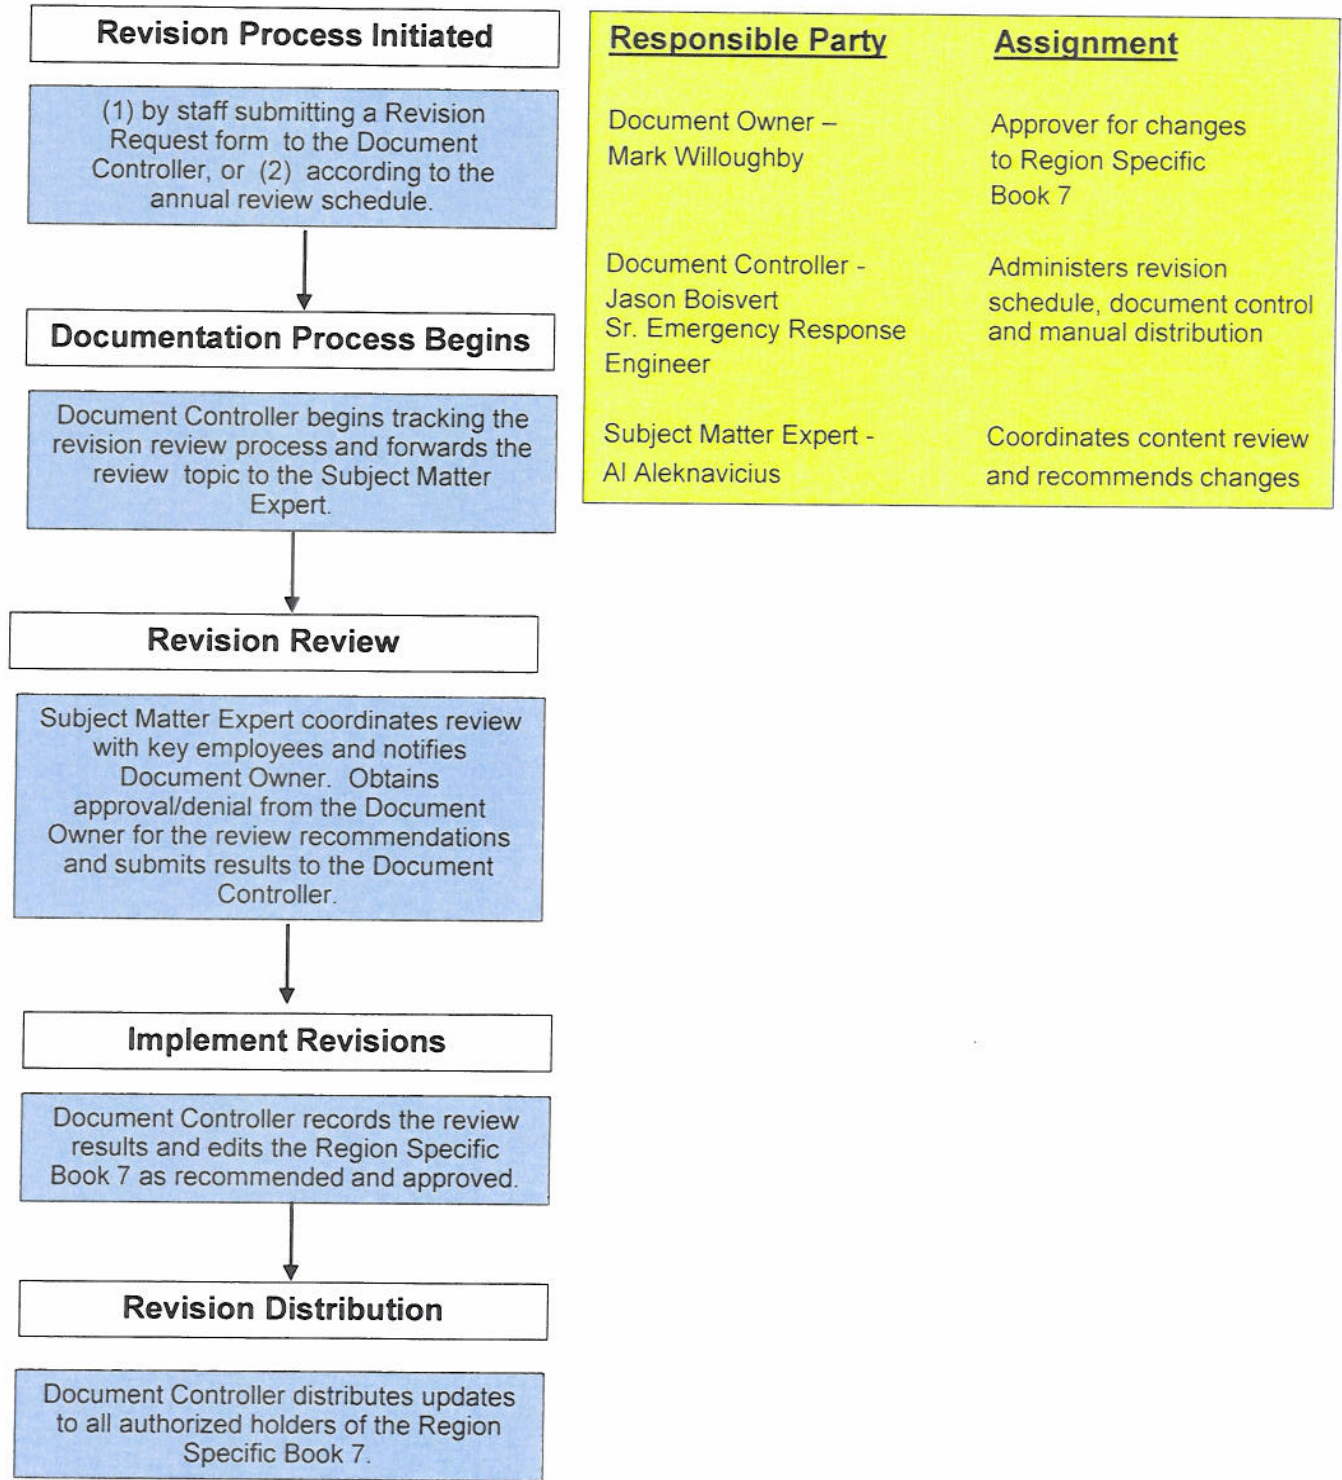 Revision Process Initiated
(1) by staff submitting a Revision
Request form to the Document
Controller, or (2) according to the
annual review schedule.
Documentation Process Begins
Document Controller begins tracking the
revision review process and forwards the
review topic to the Subject Matter
Expert.
Revision Review
Subject Matter Expert coordinates review
with key employees and notifies
Document Owner. Obtains
approval/denial from the Document
Owner for the review recommendations
and submits results to the Document
Controller.
Implement Revisions
Document Controller records the review
results and edits the Region Specific
Book 7 as recommended and approved.
Revision Distribution
Document Controller distributes updates
to all authorized holders of the Region
Specific Book 7.
Responsible Party Assignment
Document Owner –
Mark Willoughby
Approver for changes
to Region Specific
Book 7
Document Controller -
Jason Boisvert
Sr. Emergency Response
Engineer
Administers revision
schedule, document control
and manual distribution
Subject Matter Expert -
Al Aleknavicius
Coordinates content review
and recommends changes